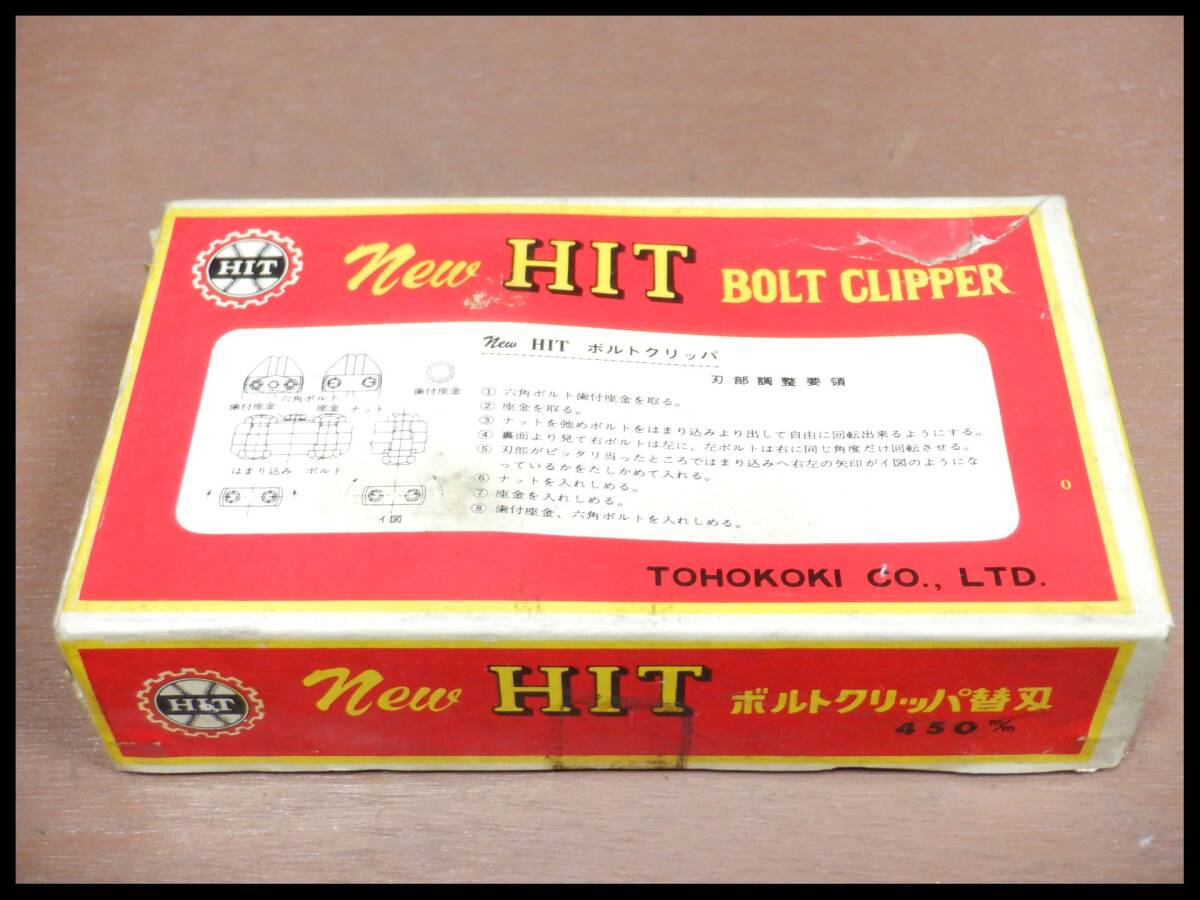 HIT
new HIT BOLT CLIPPER
new HIT ボルトクリッパ
刃部調整要領
六角ボルト
歯付座金
座金 ナット
歯付座金
はまり込み ボルト
イ図
① 六角ボルト歯付座金を取る。
② 座金を取る。
③ ナットを弛めボルトをはまり込みより出して自由に回転出来るようにする。
④ 裏面より見て右ボルトは左に、左ボルトは右に同じ角度だけ回転させる。
⑤ 刃部がピッタリ当ったところではまり込みへ右左の矢印がイ図のようにな
っているかをたしかめて入れる。
⑥ ナットを入れしめる。
⑦ 座金を入れしめる。
⑧ 歯付座金、六角ボルトを入れしめる。
0
TOHOKOKI CO., LTD.
HIT
new HIT ボルトクリッパ替刃
450 m/m